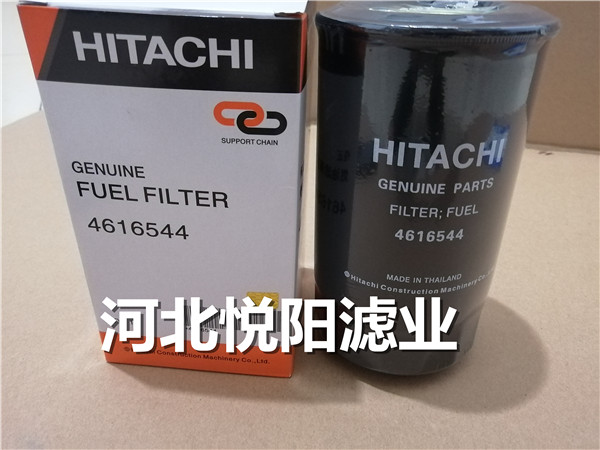 HITACHI
SUPPORT CHAIN
GENUINE
FUEL FILTER
4616544
Hitachi Construction Machinery Co.,Ltd.
HITACHI
GENUINE PARTS
FILTER; FUEL
4616544
MADE IN THAILAND
Hitachi Construction Machinery Co.,
河北悦阳滤业